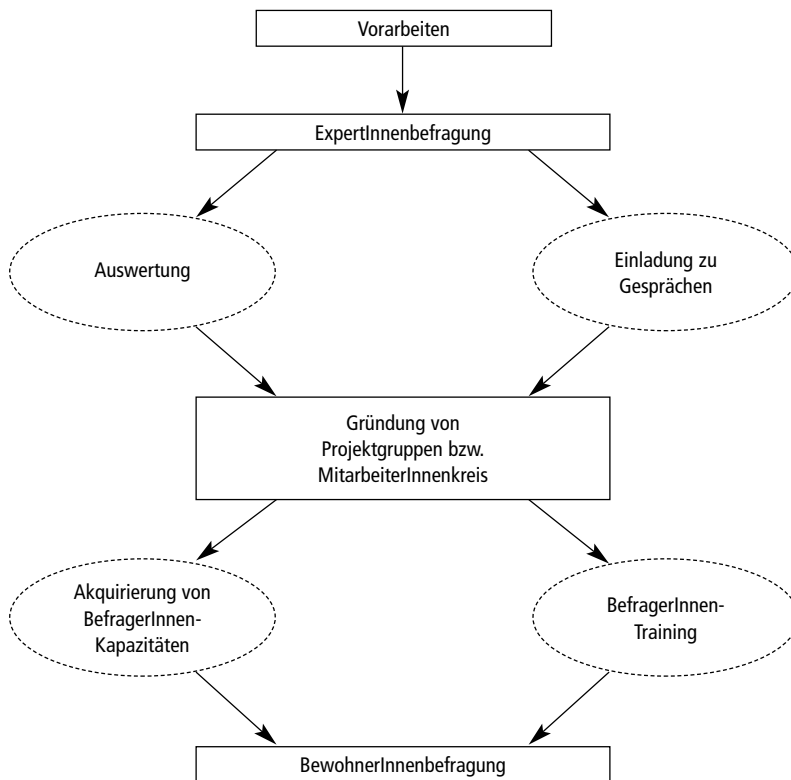 Vorarbeiten
ExpertInnenbefragung
Auswertung
Einladung zu
Gesprächen
Gründung von
Projektgruppen bzw.
MitarbeiterInnenkreis
Akquirierung von
BefragerInnen-
Kapazitäten
BefragerInnen-
Training
BewohnerInnenbefragung